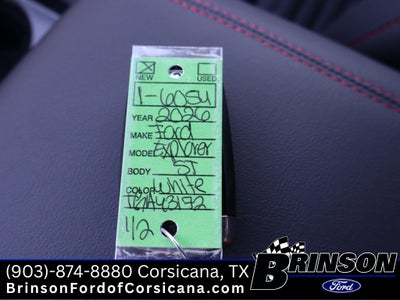 NEW USED
1-6054
YEAR 2026
MAKE Ford
MODEL Explorer
BODY ST
COLOR White
1/2
(903)-874-8880 Corsicana, TX
BrinsonFordofCorsicana.com
BRINSON
Ford